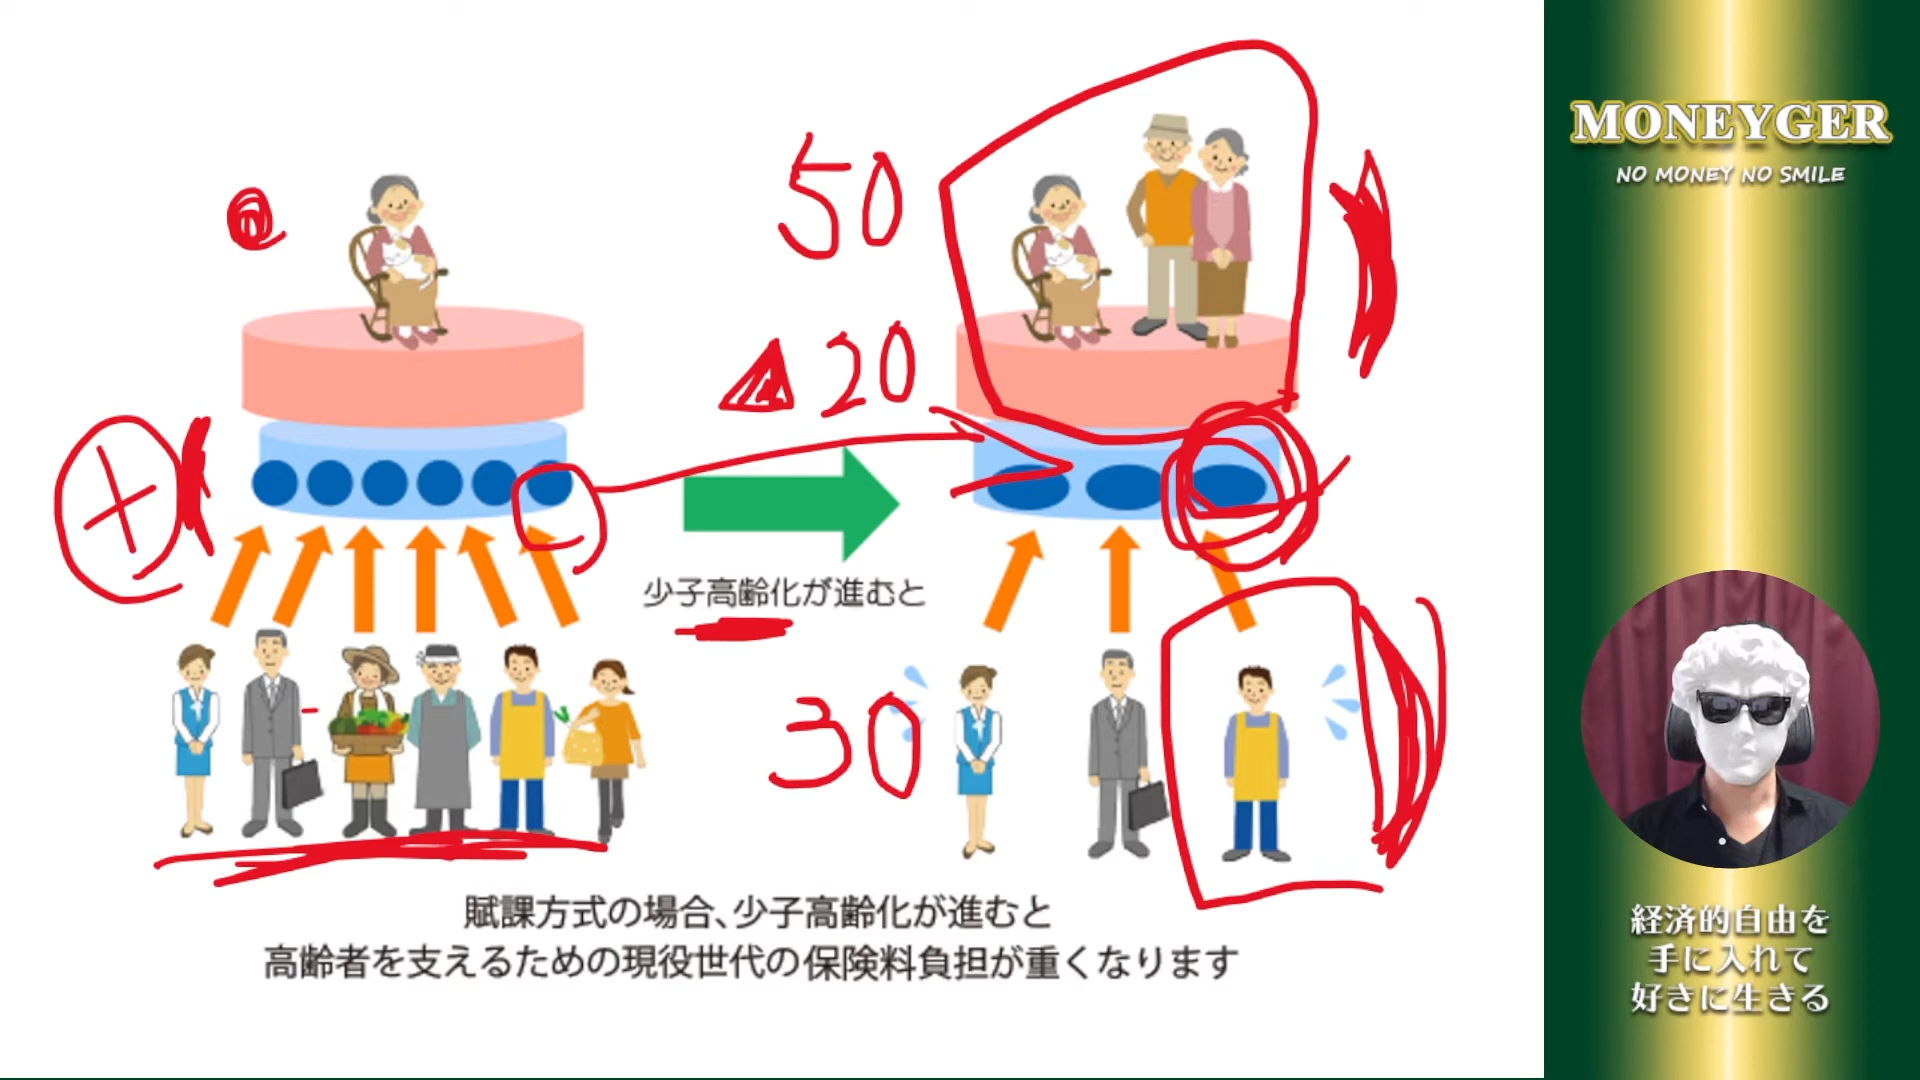 50
▲20
少子高齢化が進むと
30
賦課方式の場合、少子高齢化が進むと
高齢者を支えるための現役世代の保険料負担が重くなります
MONEYGER
NO MONEY NO SMILE
経済的自由を
手に入れて
好きに生きる